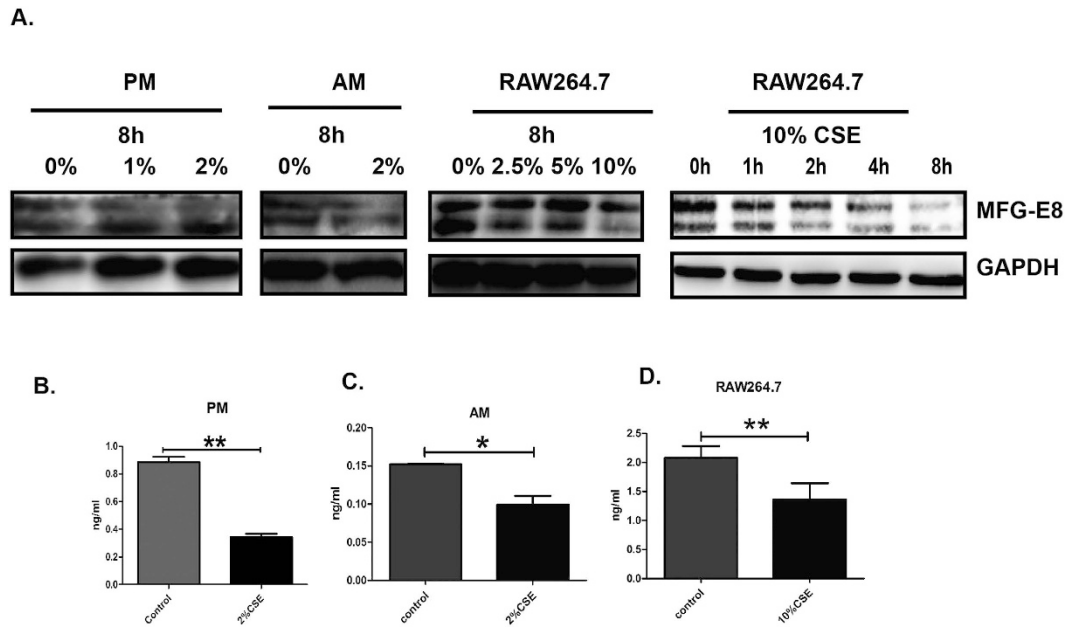 A.
PM AM RAW264.7 RAW264.7
8h 8h 8h 10% CSE
0% 1% 2% 0% 2% 0% 2.5% 5% 10% 0h 1h 2h 4h 8h
MFG-E8
GAPDH
B.
PM
**
ng/ml
1.0
0.8
0.6
0.4
0.2
0.0
control
2%CSE
C.
AM
*
ng/ml
0.20
0.15
0.10
0.05
0.00
control
2%CSE
D.
RAW264.7
**
ng/ml
2.5
2.0
1.5
1.0
0.5
0.0
control
10%CSE